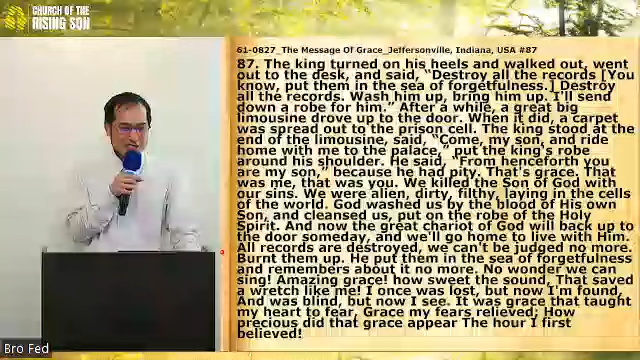 CHURCH OF THE
RISING SON
61-0827_The Message Of Grace_Jeffersonville, Indiana, USA #87
87. The king turned on his heels and walked out, went
out to the desk, and said, “Destroy all the records [You
know, put them in the sea of forgetfulness.] Destroy
all the records. Wash him up, bring him up. I'll send
down a robe for him.” After a while, a great big
limousine drove up to the door. When it did, a carpet
was spread out to the prison cell. The king stood at the
end of the limousine, said, “Come, my son, and ride
home with me to the palace,” put the king's robe
around his shoulder. He said, “From henceforth you
are my son,” because he had pity. That's grace. That
was me, that was you. We killed the Son of God with
our sins. We were alien, dirty, filthy, laying in the cells
of the world. God washed us by the blood of His own
Son, and cleansed us, put on the robe of the Holy
Spirit. And now the great chariot of God will back up to
the door someday, and we'll go home to live with Him.
All records are destroyed, we can't be judged no more.
Burnt them up. He put them in the sea of forgetfulness
and remembers about it no more. No wonder we can
sing! Amazing grace! how sweet the sound, That saved
a wretch like me! I once was lost, but now I'm found,
And was blind, but now I see. It was grace that taught
my heart to fear, Grace my fears relieved; How
precious did that grace appear The hour I first
believed!
Bro Fed